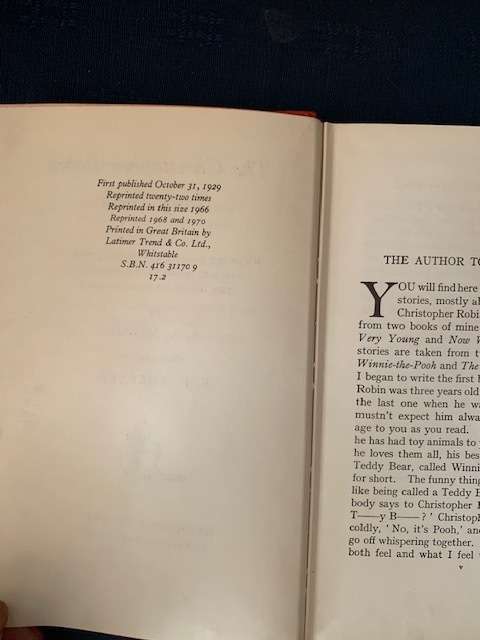 First published October 31, 1929
Reprinted twenty-two times
Reprinted in this size 1966
Reprinted 1968 and 1970
Printed in Great Britain by
Latimer Trend & Co. Ltd.,
Whitstable
S.B.N. 416 31170 9
17.2
THE AUTHOR TO
YOU will find here
stories, mostly a
Christopher Robi
from two books of mine
Very Young and Now W
stories are taken from t
Winnie-the-Pooh and The
I began to write the first
Robin was three years old
the last one when he wa
mustn't expect him alwa
age to you as you read.
he has had toy animals to
he loves them all, his bes
Teddy Bear, called Winni
for short. The funny thing
like being called a Teddy B
body says to Christopher
T——y B——?' Christoph
coldly, 'No, it's Pooh,' and
go off whispering together.
both feel and what I feel
v